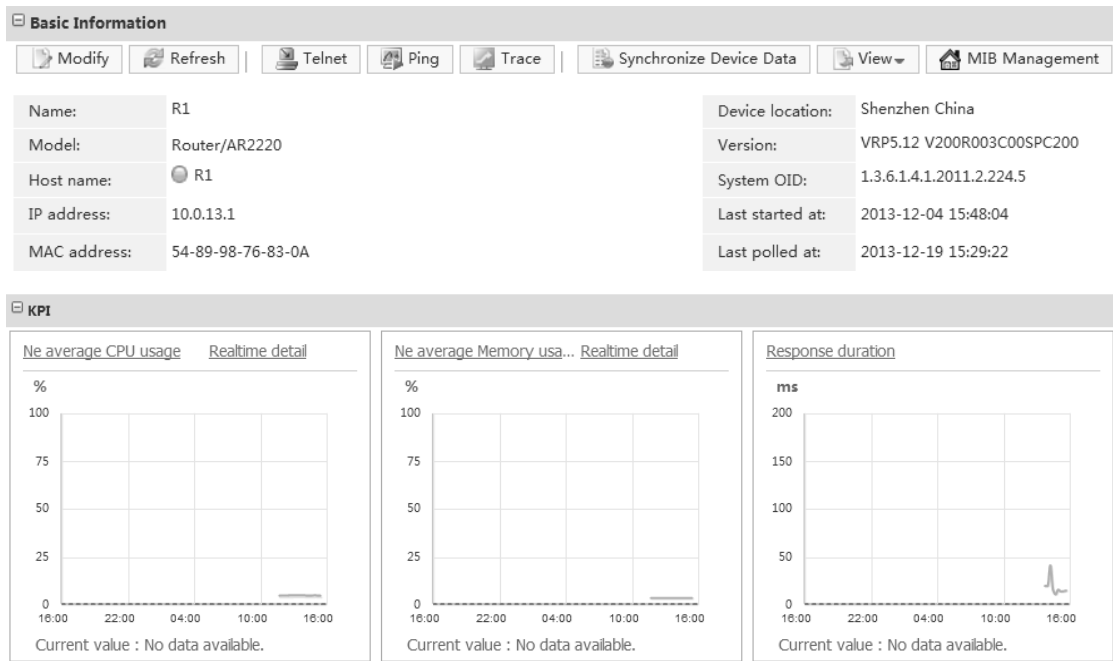 Basic Information
Modify Refresh Telnet Ping Trace Synchronize Device Data View MIB Management
Name: R1 Device location: Shenzhen China
Model: Router/AR2220 Version: VRP5.12 V200R003C00SPC200
Host name: R1 System OID: 1.3.6.1.4.1.2011.2.224.5
IP address: 10.0.13.1 Last started at: 2013-12-04 15:48:04
MAC address: 54-89-98-76-83-0A Last polled at: 2013-12-19 15:29:22
KPI
Ne average CPU usage Realtime detail
%
100
75
50
25
0
16:00 22:00 04:00 10:00 16:00
Current value : No data available.
Ne average Memory usa... Realtime detail
%
100
75
50
25
0
16:00 22:00 04:00 10:00 16:00
Current value : No data available.
Response duration
ms
200
150
100
50
0
16:00 22:00 04:00 10:00 16:00
Current value : No data available.